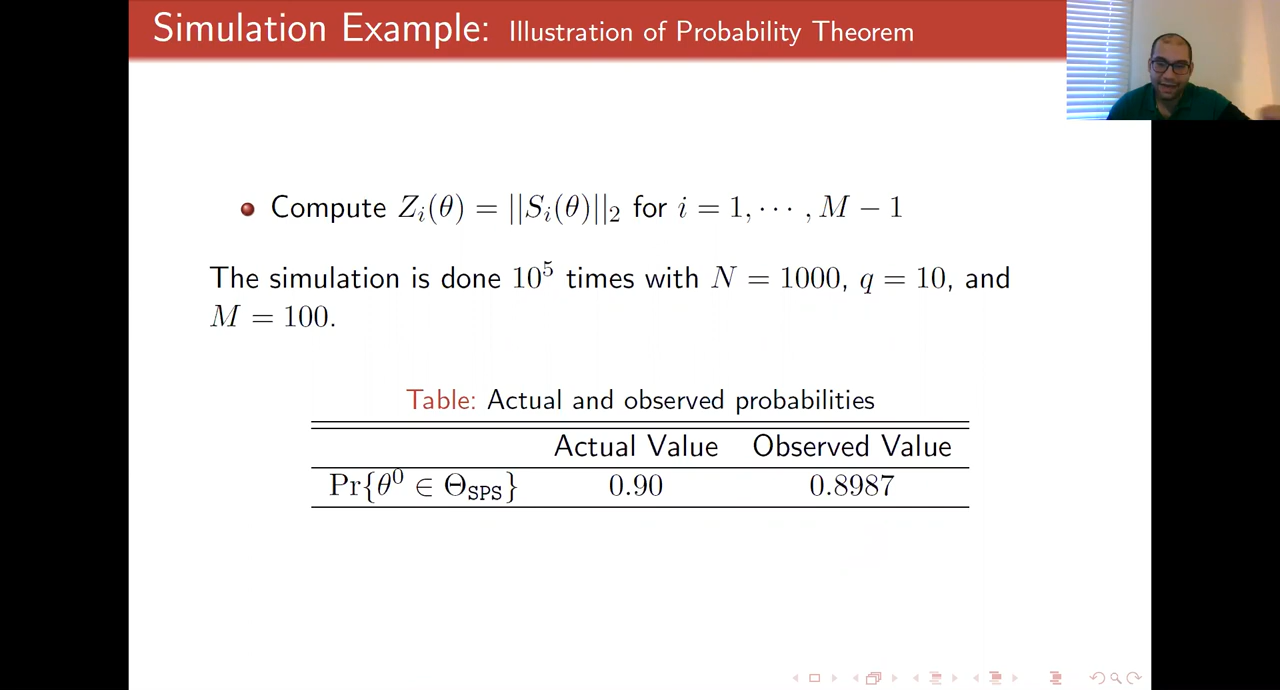 Simulation Example: Illustration of Probability Theorem
Compute Z_i(θ) = ||S_i(θ)||_2 for i = 1, ··· , M − 1
The simulation is done 10^5 times with N = 1000, q = 10, and
M = 100.
Table: Actual and observed probabilities
Actual Value Observed Value
Pr{θ^0 ∈ Θ_SPS} 0.90 0.8987